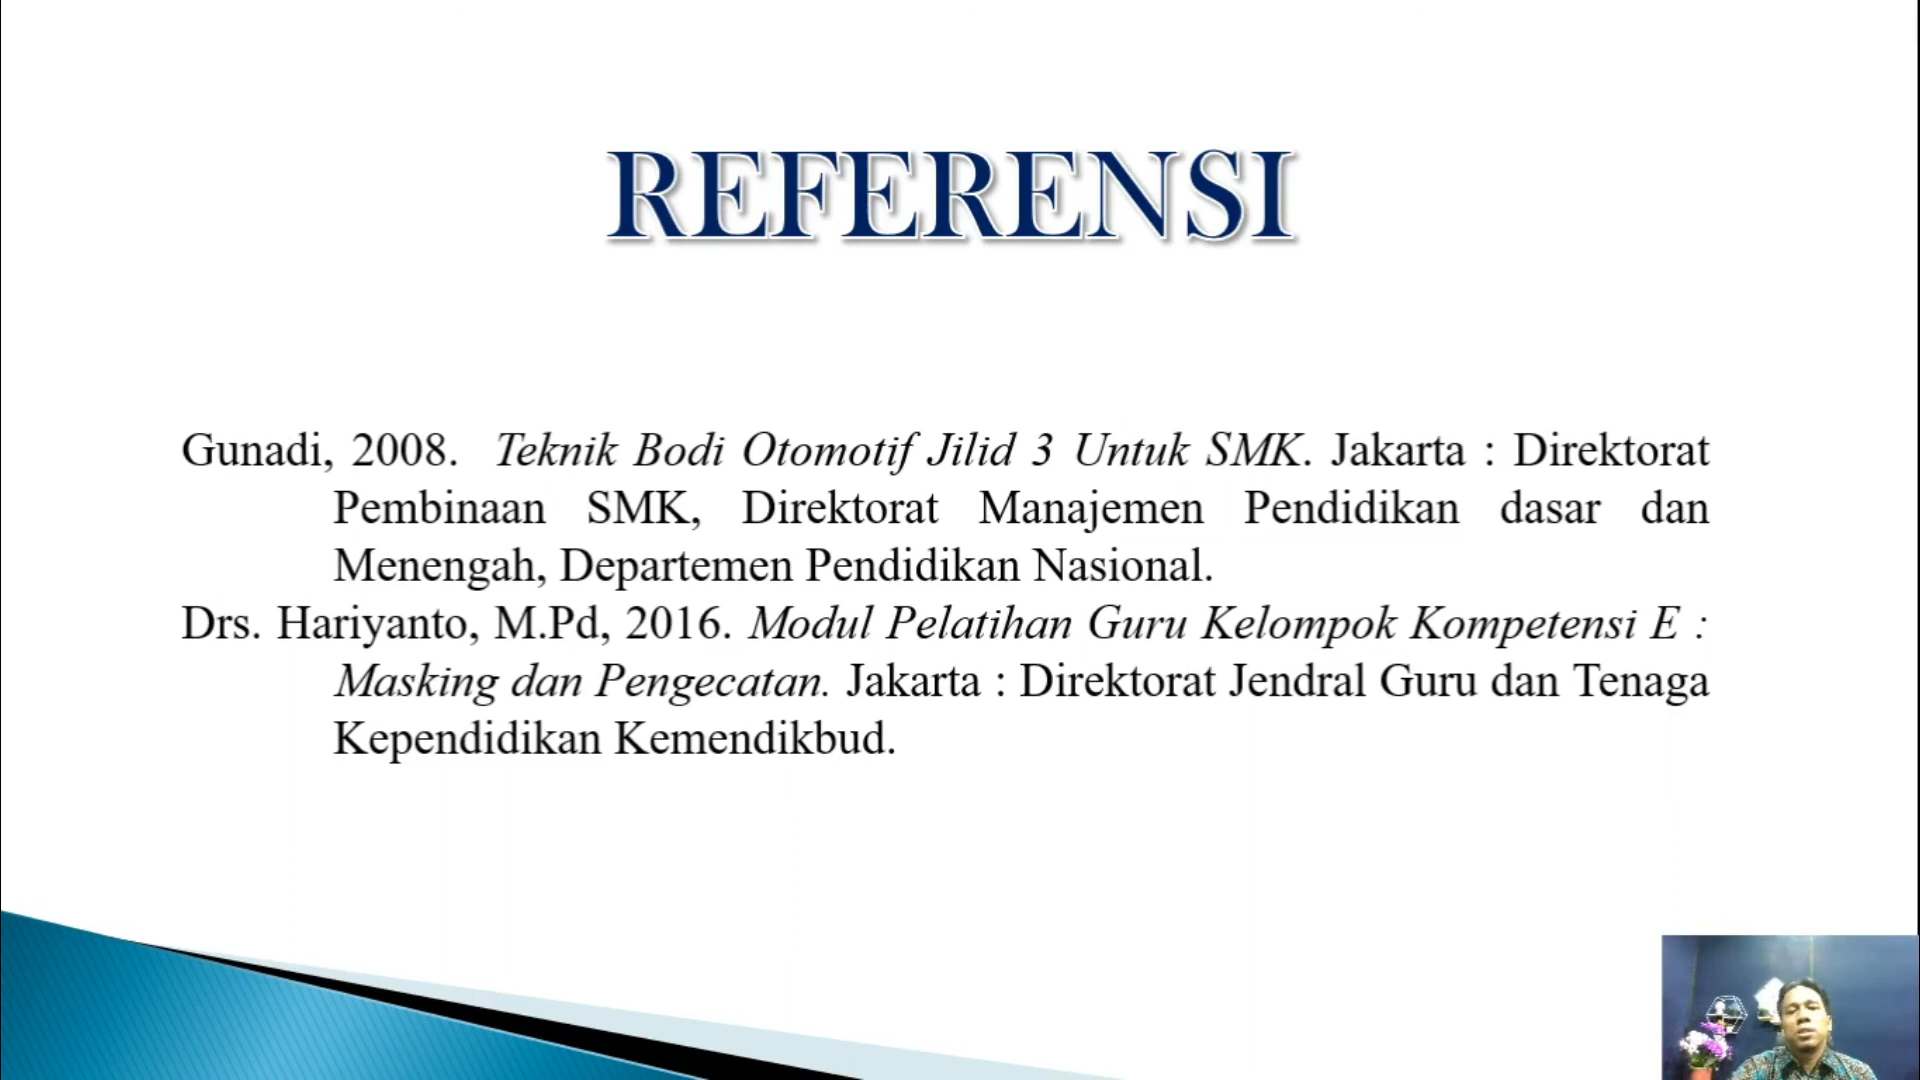 REFERENSI
Gunadi, 2008. Teknik Bodi Otomotif Jilid 3 Untuk SMK. Jakarta : Direktorat
Pembinaan SMK, Direktorat Manajemen Pendidikan dasar dan
Menengah, Departemen Pendidikan Nasional.
Drs. Hariyanto, M.Pd, 2016. Modul Pelatihan Guru Kelompok Kompetensi E :
Masking dan Pengecatan. Jakarta : Direktorat Jendral Guru dan Tenaga
Kependidikan Kemendikbud.